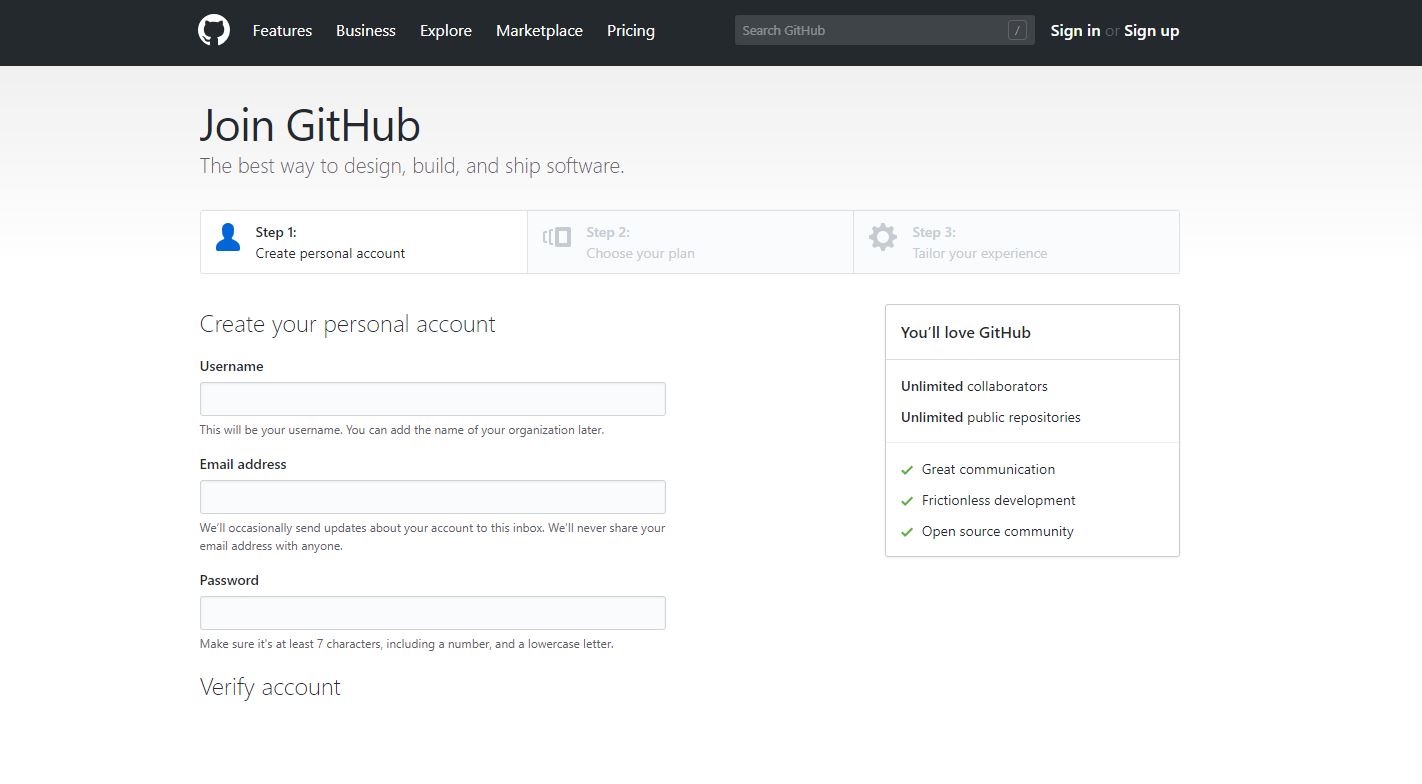 Features Business Explore Marketplace Pricing Search GitHub / Sign in or Sign up
Join GitHub
The best way to design, build, and ship software.
Step 1:
Create personal account
Step 2:
Choose your plan
Step 3:
Tailor your experience
Create your personal account
Username
This will be your username. You can add the name of your organization later.
Email address
We’ll occasionally send updates about your account to this inbox. We’ll never share your
email address with anyone.
Password
Make sure it's at least 7 characters, including a number, and a lowercase letter.
Verify account
You’ll love GitHub
Unlimited collaborators
Unlimited public repositories
Great communication
Frictionless development
Open source community